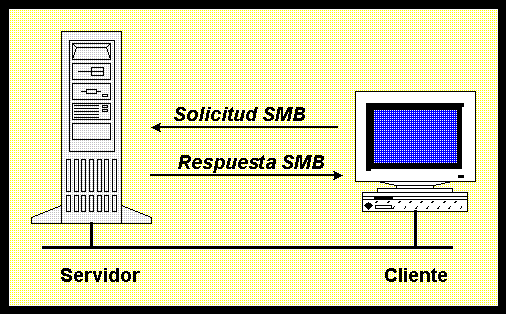 Solicitud SMB
Respuesta SMB
Servidor
Cliente